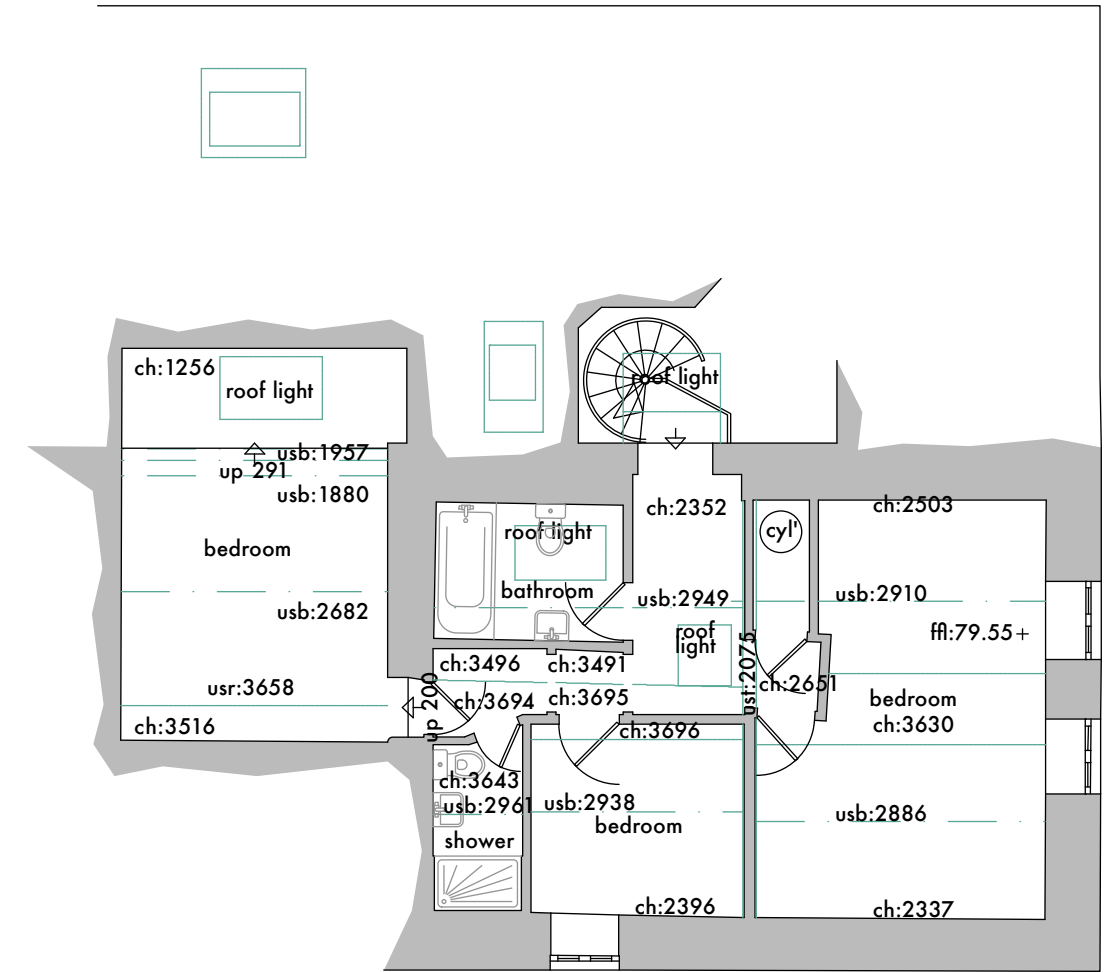 ch:1256
roof light
usb:1957
up 291
usb:1880
bedroom
usb:2682
usr:3658
ch:3516
up 200
roof light
ch:2352
roof light
bathroom
usb:2949
roof
light
ust:2075
ch:3496
ch:3491
ch:3694
ch:3695
ch:3696
ch:3643
usb:2961
shower
usb:2938
bedroom
ch:2396
cyl'
ch:2651
ch:2503
usb:2910
ffl:79.55+
bedroom
ch:3630
usb:2886
ch:2337